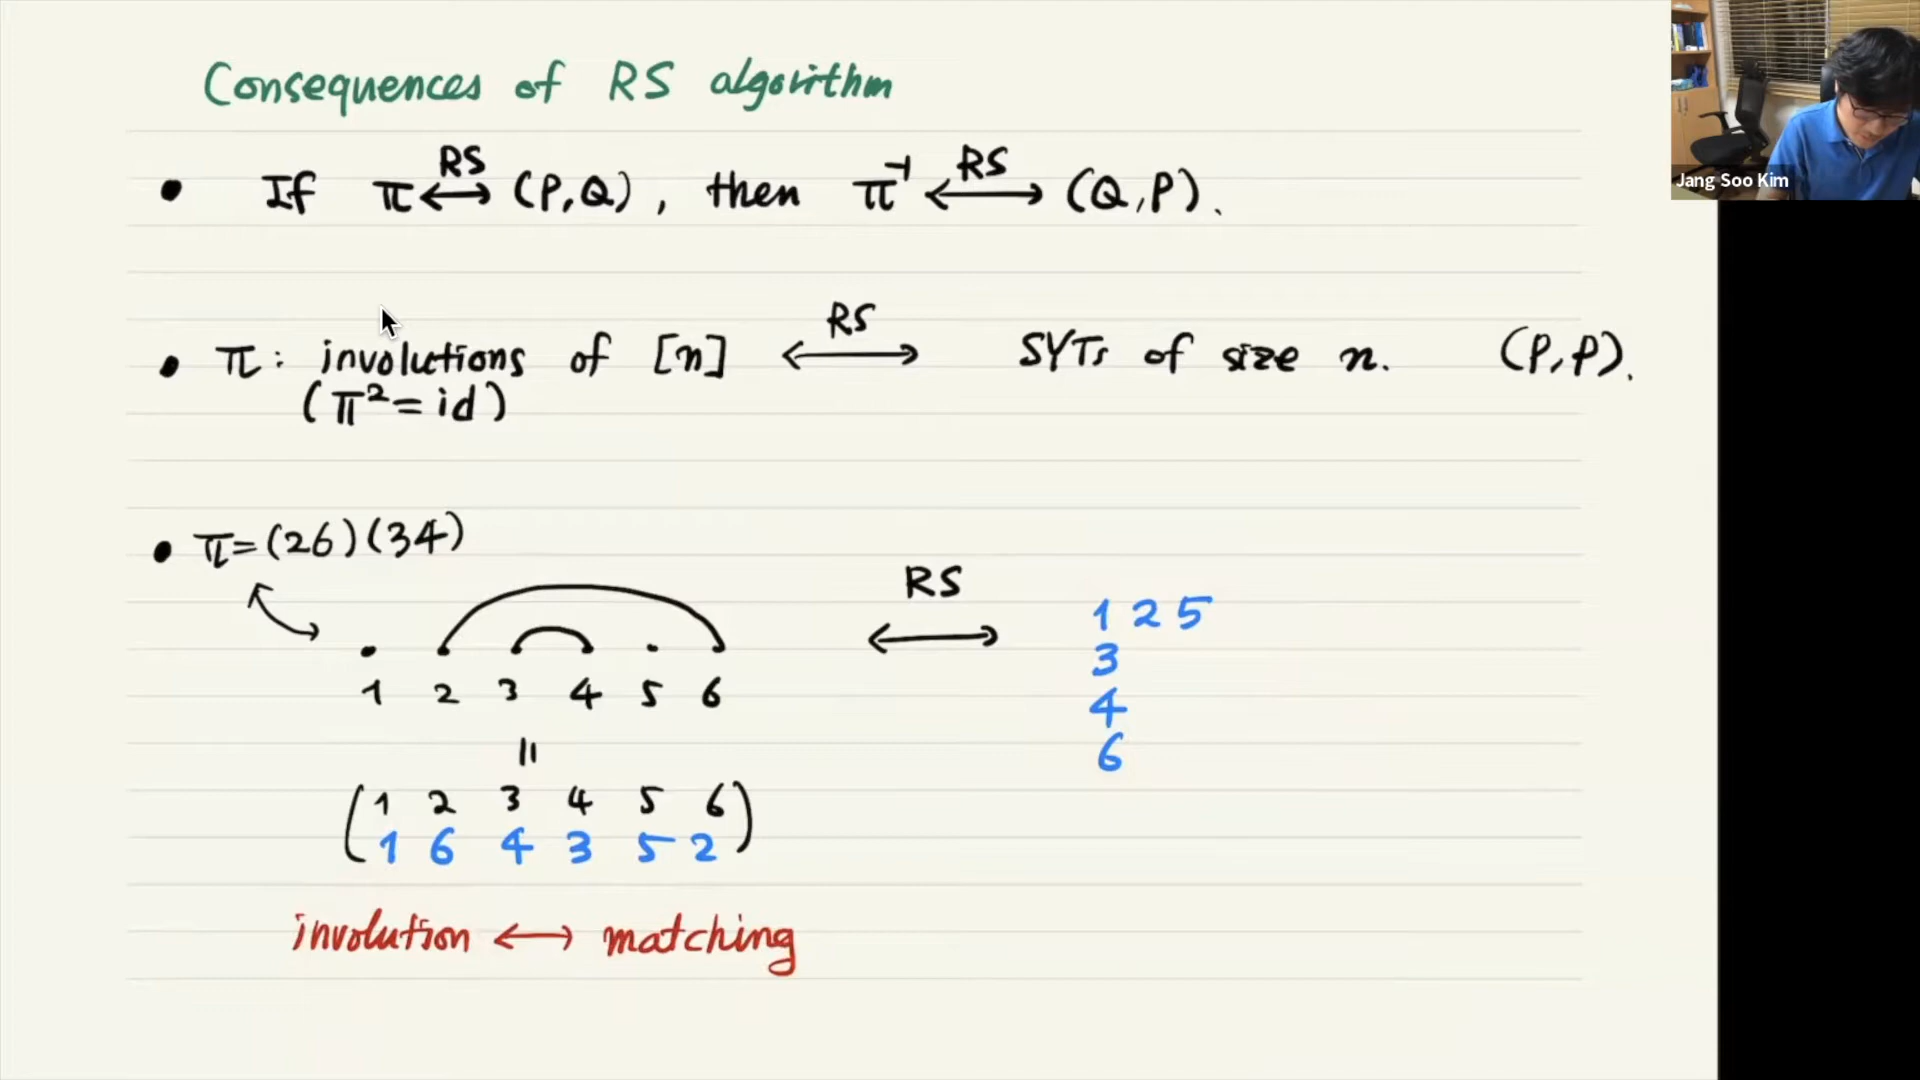 Consequences of RS algorithm
Jang Soo Kim
• If π <-RS-> (P,Q), then π⁻¹ <-RS-> (Q,P).
• π: involutions of [n] <-RS-> SYTs of size n. (P,P).
(π² = id)
• π=(26)(34)
RS
1 2 5
3
4
6
1 2 3 4 5 6
=
(1 2 3 4 5 6
1 6 4 3 5 2)
involution <-> matching